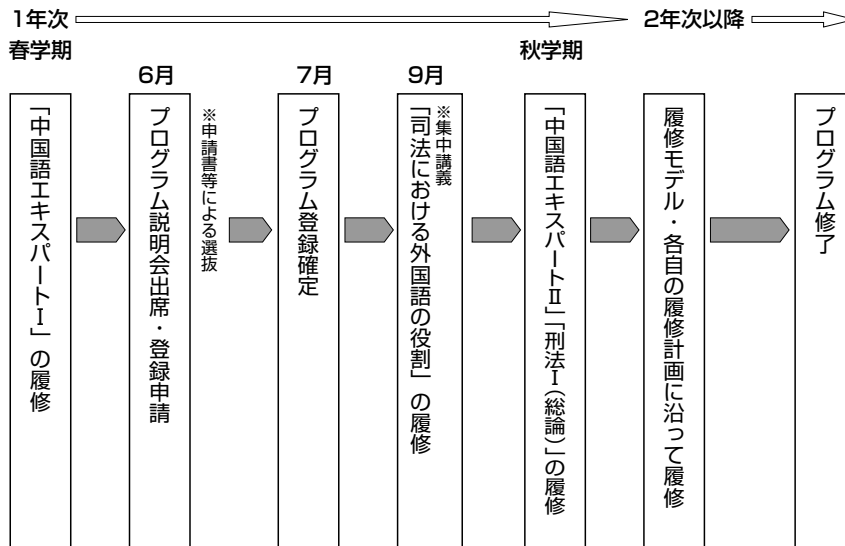 1年次
2年次以降
春学期
秋学期
6月
7月
9月
「中国語エキスパートⅠ」の履修
プログラム説明会出席・登録申請
※申請書等による選抜
プログラム登録確定
※集中講義
「司法における外国語の役割」の履修
「中国語エキスパートⅡ」「刑法Ⅰ（総論）」の履修
履修モデル・各自の履修計画に沿って履修
プログラム修了